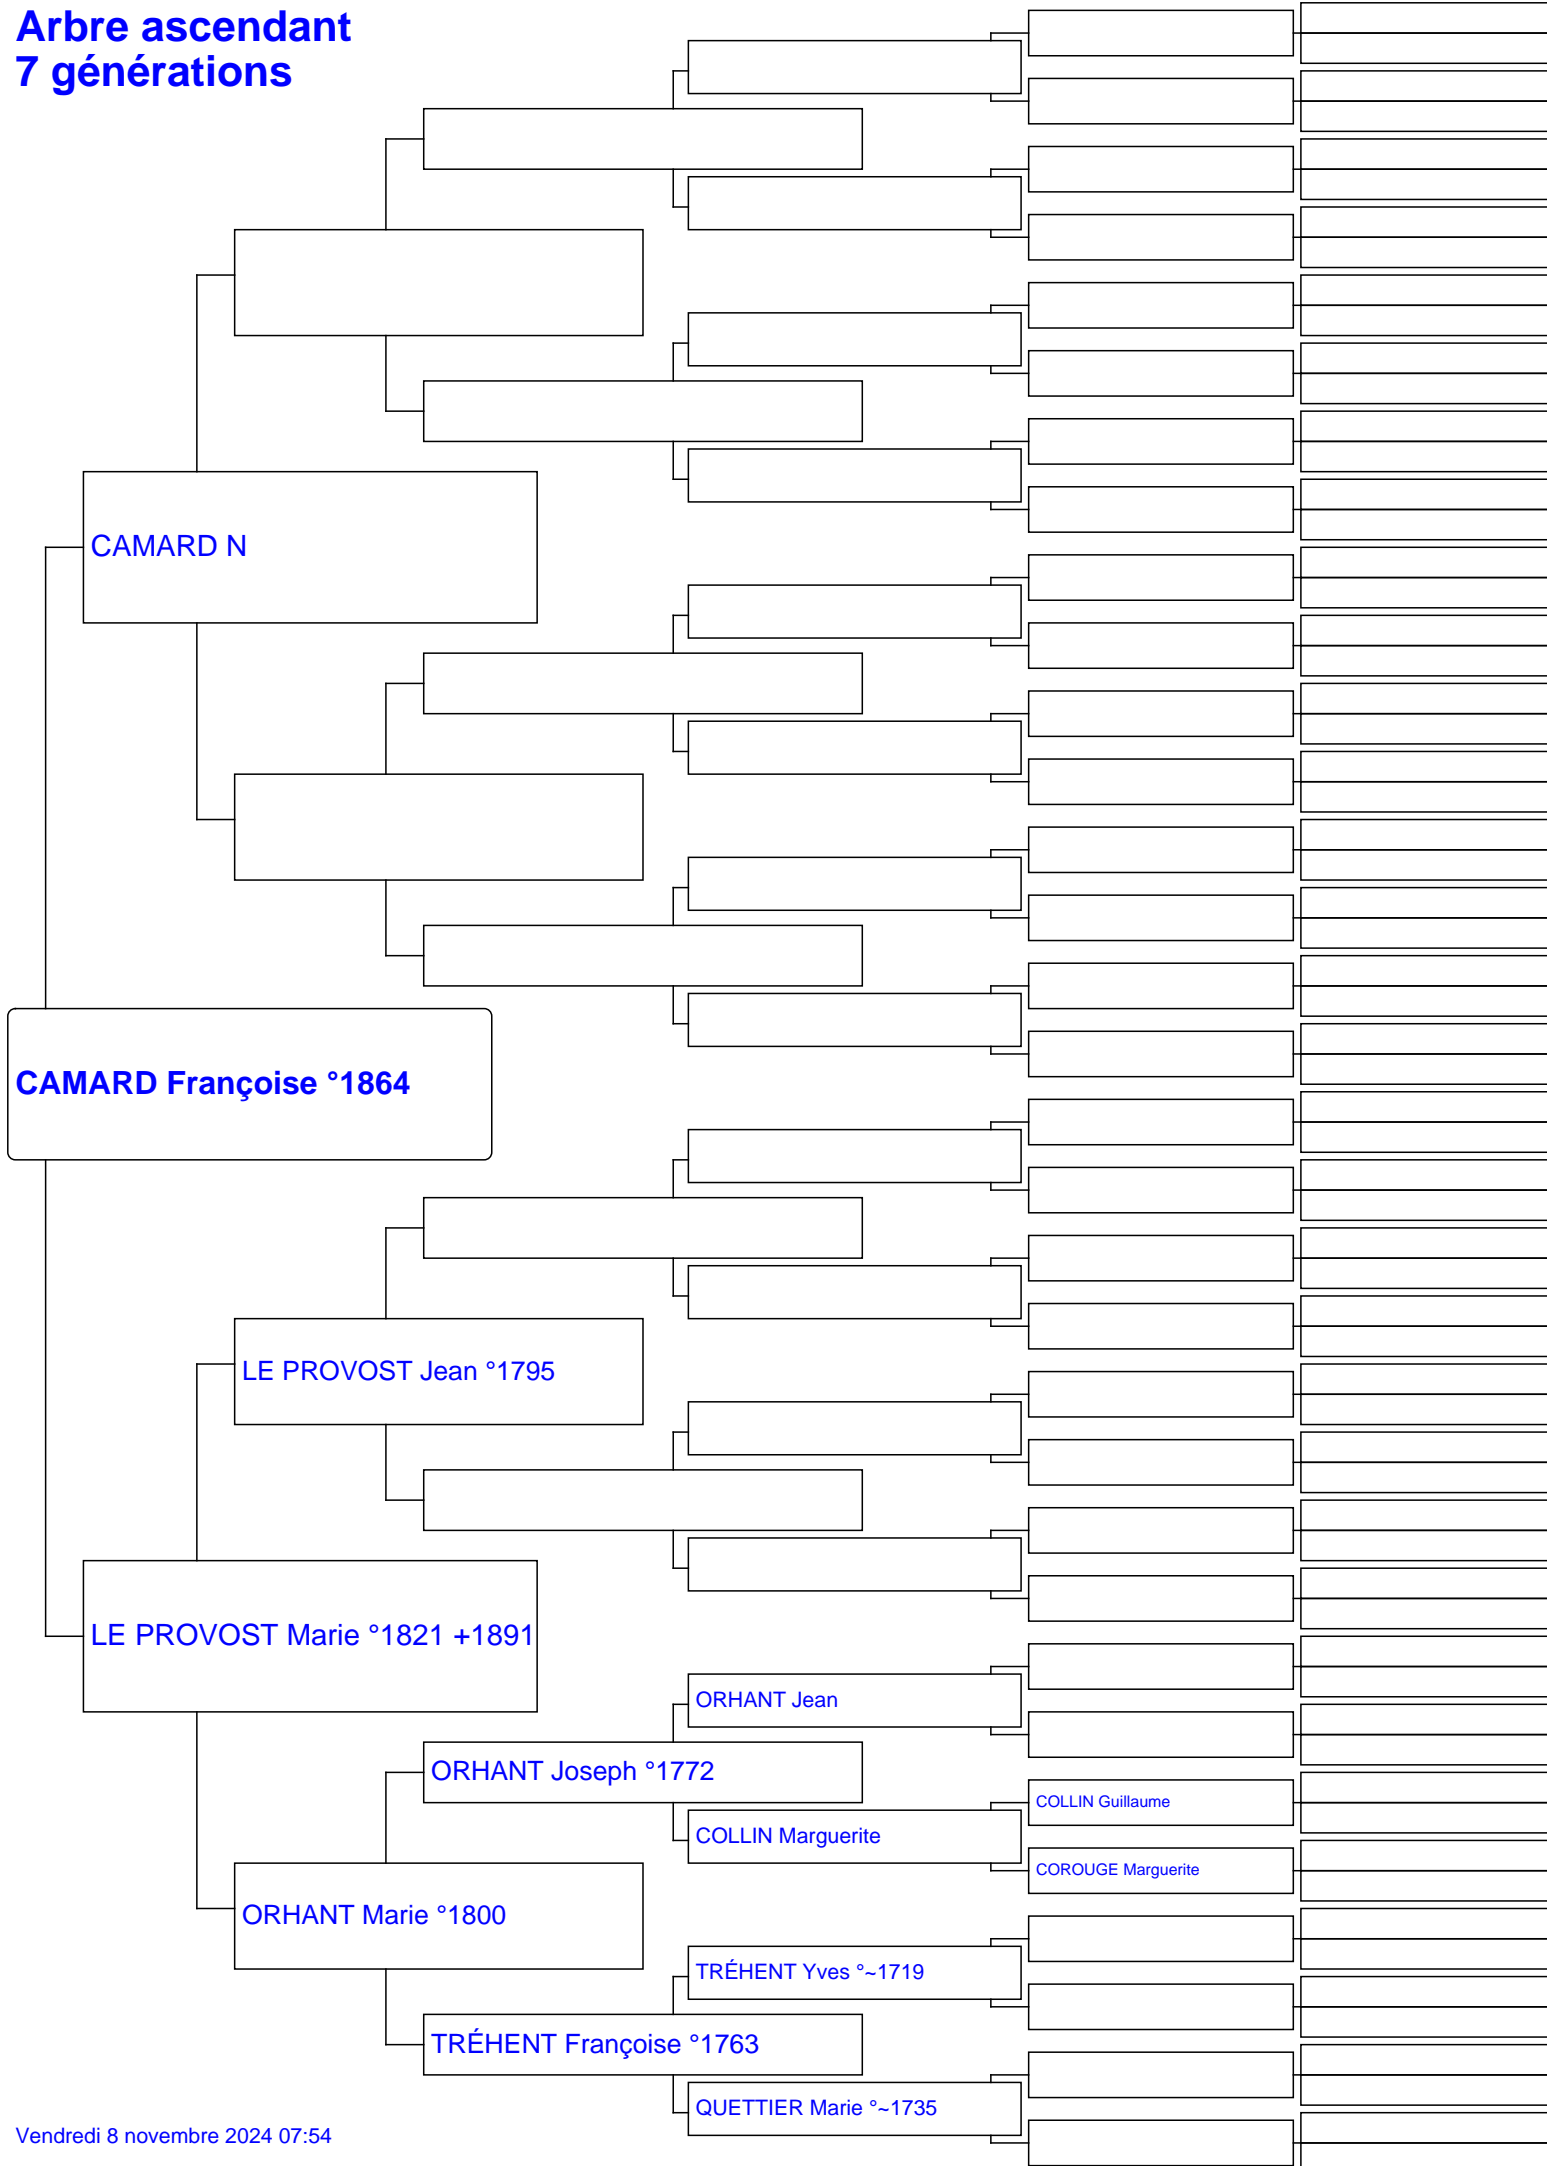 Arbre ascendant
7 générations
CAMARD N
CAMARD Françoise °1864
LE PROVOST Jean °1795
LE PROVOST Marie °1821 +1891
ORHANT Jean
ORHANT Joseph °1772
COLLIN Guillaume
COLLIN Marguerite
COROUGE Marguerite
ORHANT Marie °1800
TRÉHENT Yves °~1719
TRÉHENT Françoise °1763
QUETTIER Marie °~1735
Vendredi 8 novembre 2024 07:54